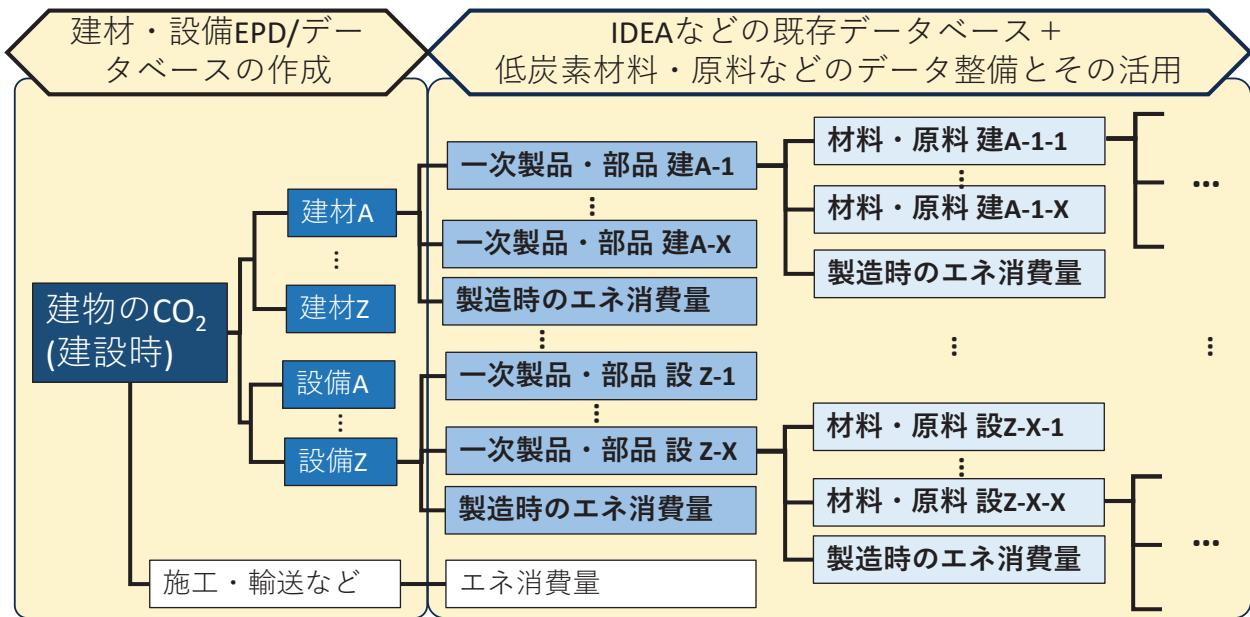 建材・設備EPD/デー
タベースの作成
IDEAなどの既存データベース＋
低炭素材料・原料などのデータ整備とその活用
建物のCO₂
(建設時)
建材A
⋮
建材Z
設備A
⋮
設備Z
施工・輸送など
一次製品・部品 建A-1
⋮
一次製品・部品 建A-X
製造時のエネ消費量
⋮
一次製品・部品 設 Z-1
⋮
一次製品・部品 設 Z-X
製造時のエネ消費量
エネ消費量
材料・原料 建A-1-1
⋮
材料・原料 建A-1-X
製造時のエネ消費量
⋮
材料・原料 設Z-X-1
⋮
材料・原料 設Z-X-X
製造時のエネ消費量
…
⋮
…